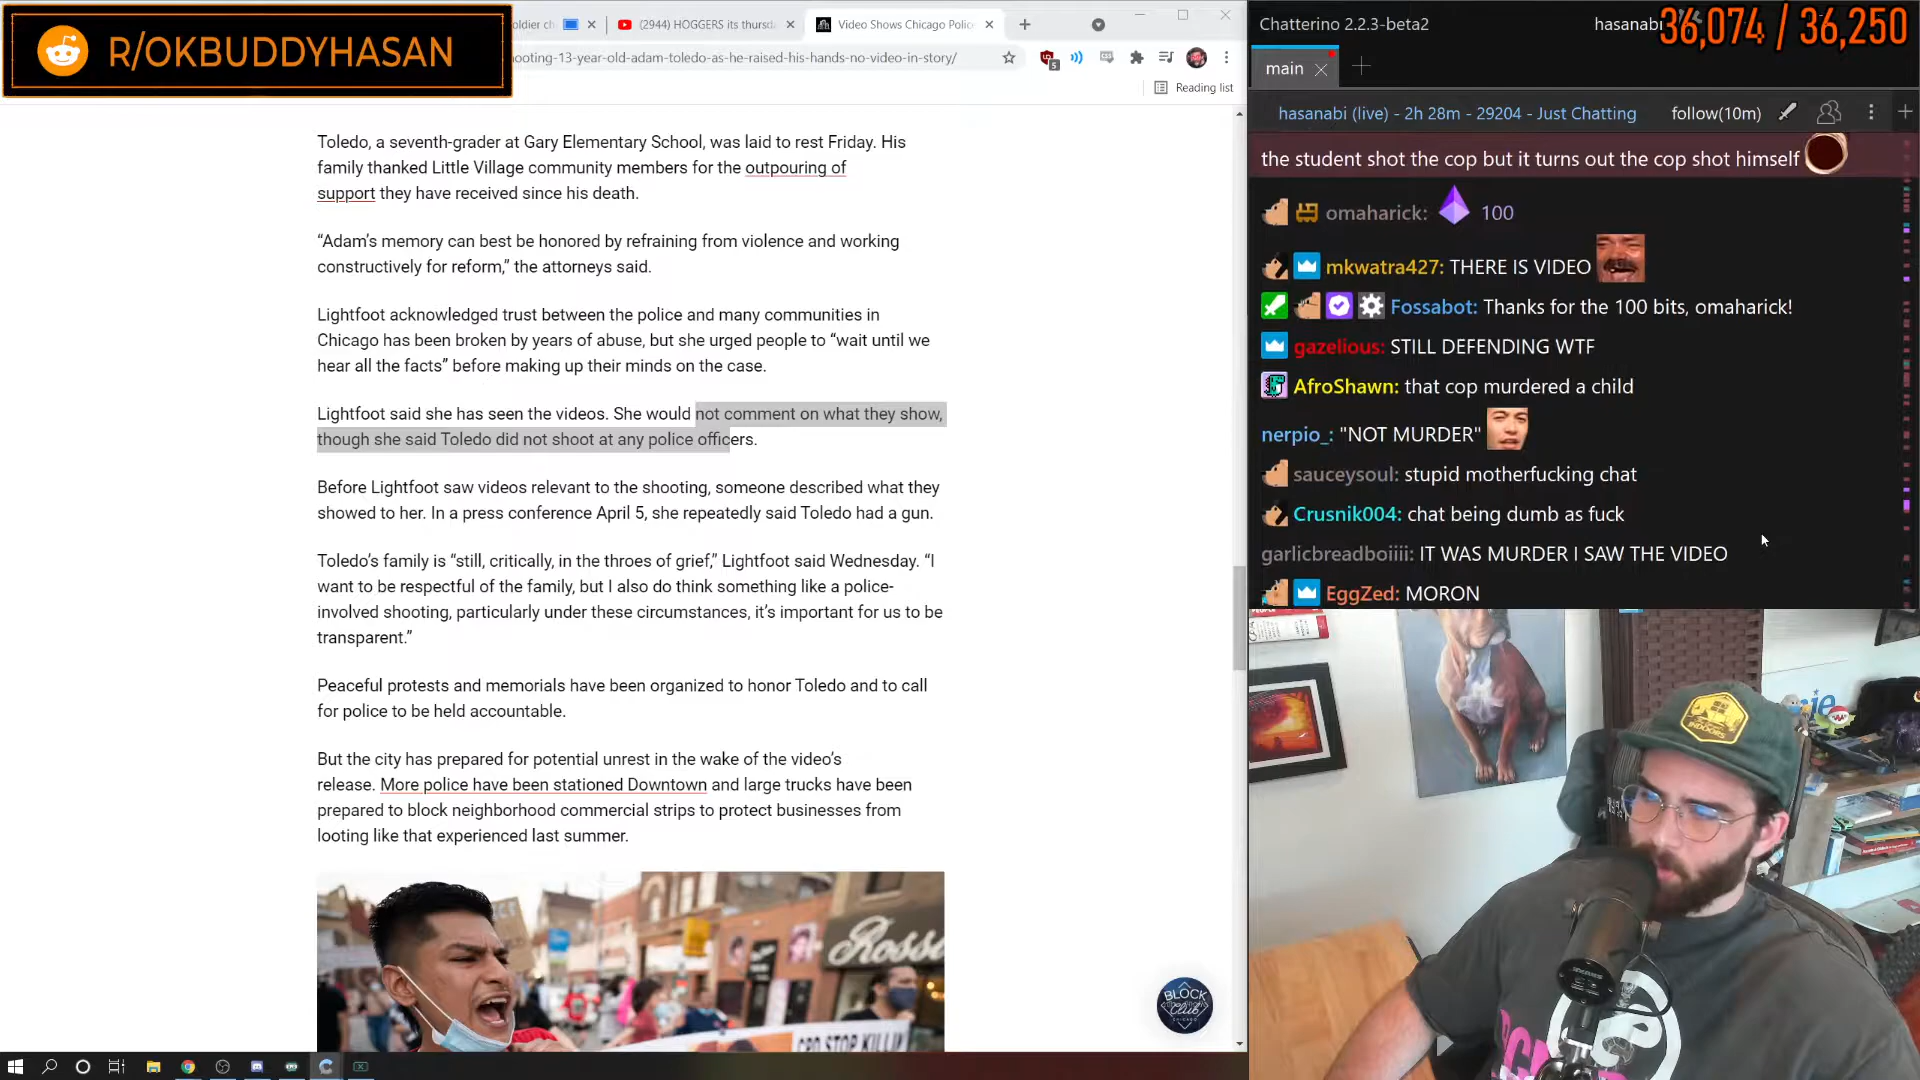 R/OKBUDDYHASAN
oldier ch
(2944) HOGGERS its thursd
Video Shows Chicago Polic
ooting-13-year-old-adam-toledo-as-he-raised-his-hands-no-video-in-story/
5
Reading list
Toledo, a seventh-grader at Gary Elementary School, was laid to rest Friday. His
family thanked Little Village community members for the outpouring of
support they have received since his death.
“Adam’s memory can best be honored by refraining from violence and working
constructively for reform,” the attorneys said.
Lightfoot acknowledged trust between the police and many communities in
Chicago has been broken by years of abuse, but she urged people to “wait until we
hear all the facts” before making up their minds on the case.
Lightfoot said she has seen the videos. She would not comment on what they show,
though she said Toledo did not shoot at any police officers.
Before Lightfoot saw videos relevant to the shooting, someone described what they
showed to her. In a press conference April 5, she repeatedly said Toledo had a gun.
Toledo’s family is “still, critically, in the throes of grief,” Lightfoot said Wednesday. “I
want to be respectful of the family, but I also do think something like a police-
involved shooting, particularly under these circumstances, it’s important for us to be
transparent.”
Peaceful protests and memorials have been organized to honor Toledo and to call
for police to be held accountable.
But the city has prepared for potential unrest in the wake of the video’s
release. More police have been stationed Downtown and large trucks have been
prepared to block neighborhood commercial strips to protect businesses from
looting like that experienced last summer.
Ross
CPD STOP KILLI
BLOCK
Club
CHICAGO
Chatterino 2.2.3-beta2
hasanabi
36,074 / 36,250
main
hasanabi (live) - 2h 28m - 29204 - Just Chatting
follow(10m)
the student shot the cop but it turns out the cop shot himself
omaharick: 100
mkwatra427: THERE IS VIDEO
Fossabot: Thanks for the 100 bits, omaharick!
gazelious: STILL DEFENDING WTF
AfroShawn: that cop murdered a child
nerpio_: "NOT MURDER"
sauceysoul: stupid motherfucking chat
Crusnik004: chat being dumb as fuck
garlicbreadboiiii: IT WAS MURDER I SAW THE VIDEO
EggZed: MORON
INDOORS